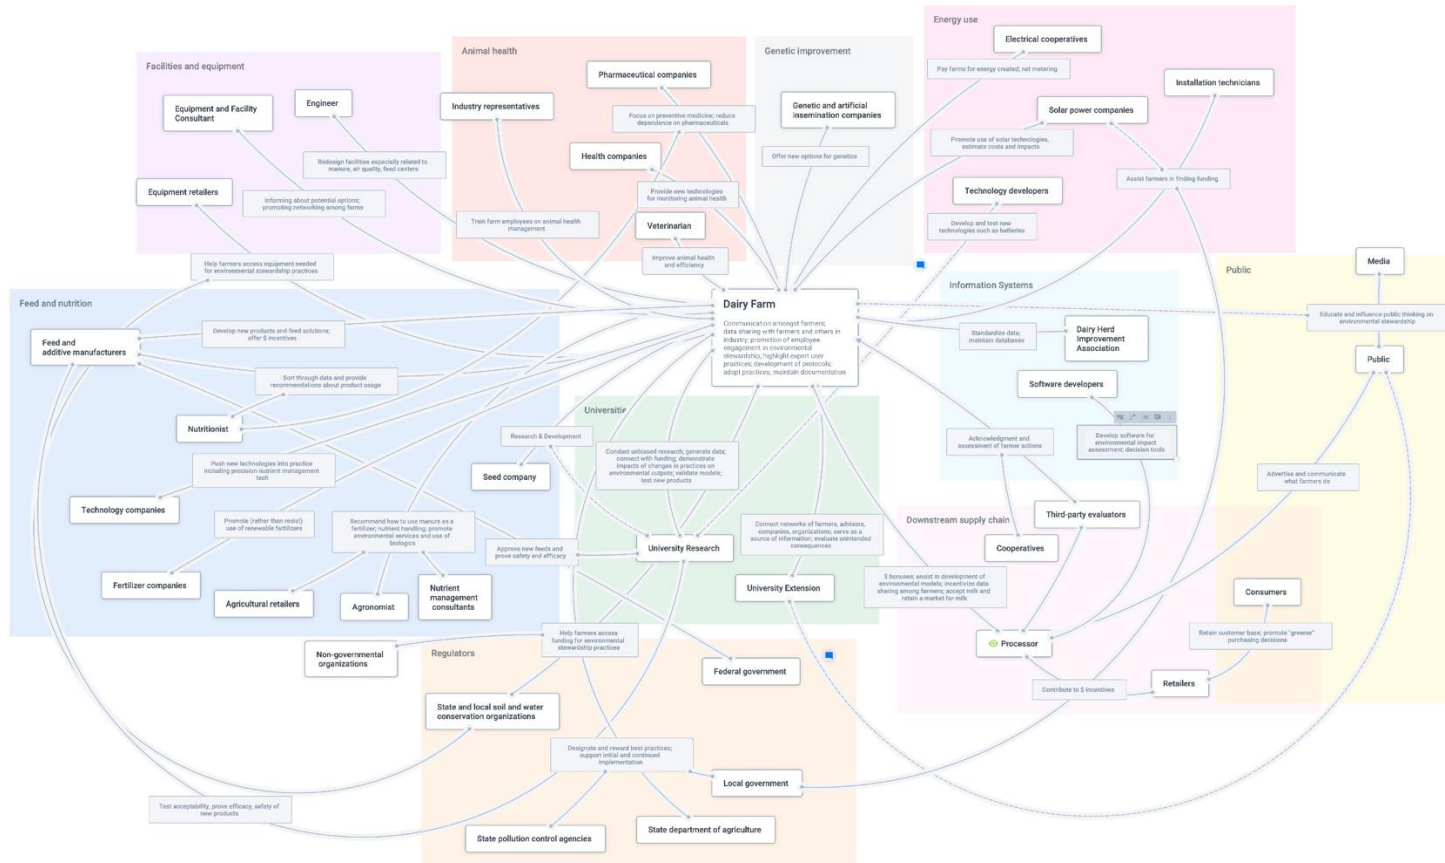 Energy use
Electrical cooperatives
Pay farms for energy created; net metering
Installation technicians
Solar power companies
Promote use of solar technologies,
estimate costs and impacts
Assist farmers in finding funding
Technology developers
Develop and test new
technologies such as batteries
Genetic improvement
Genetic and artificial
insemination companies
Offer new options for genetics
Animal health
Pharmaceutical companies
Industry representatives
Focus on preventive medicine; reduce
dependence on pharmaceuticals
Health companies
Provide new technologies
for monitoring animal health
Train farm employees on animal health
management
Veterinarian
Improve animal health
and efficiency
Facilities and equipment
Equipment and Facility
Consultant
Engineer
Redesign facilities especially related to
manure, air quality, feed centers
Equipment retailers
Informing about potential options;
promoting networking among farms
Help farmers access equipment needed
for environmental stewardship practices
Feed and nutrition
Feed and
additive manufacturers
Develop new products and feed solutions;
offer $ incentives
Sort through data and provide
recommendations about product usage
Nutritionist
Push new technologies into practice
including precision nutrient management
tech
Technology companies
Promote (rather than resist)
use of renewable fertilizers
Recommend how to use manure as a
fertilizer; nutrient handling; promote
environmental services and use of
biologics
Fertilizer companies
Agricultural retailers
Agronomist
Nutrient
management
consultants
Research & Development
Seed company
Approve new feeds and
prove safety and efficacy
Dairy Farm
Communication amongst farmers;
data sharing with farmers and others in
industry; promotion of employee
engagement in environmental
stewardship; highlight expert user
practices; development of protocols;
adopt practices; maintain documentation
Information Systems
Standardize data;
maintain databases
Dairy Herd
Improvement
Association
Software developers
Develop software for
environmental impact
assessment; decision tools
Acknowledgment and
assessment of farmer actions
Public
Media
Educate and influence public thinking on
environmental stewardship
Public
Advertise and communicate
what farmers do
Universitie
Conduct unbiased research; generate data;
connect with funding; demonstrate
impacts of changes in practices on
environmental outputs; validate models;
test new products
University Research
Connect networks of farmers, advisors,
companies, organizations; serve as a
source of information; evaluate unintended
consequences
University Extension
Downstream supply chain
Third-party evaluators
Cooperatives
$ bonuses; assist in development of
environmental models; incentivize data
sharing among farmers; accept milk and
retain a market for milk
Processor
Contribute to $ incentives
Retailers
Consumers
Retain customer base; promote "greener"
purchasing decisions
Non-governmental
organizations
Help farmers access
funding for environmental
stewardship practices
Regulators
Federal government
State and local soil and water
conservation organizations
Designate and reward best practices;
support initial and continued
implementation
Local government
Test acceptability, prove efficacy, safety of
new products
State pollution control agencies
State department of agriculture